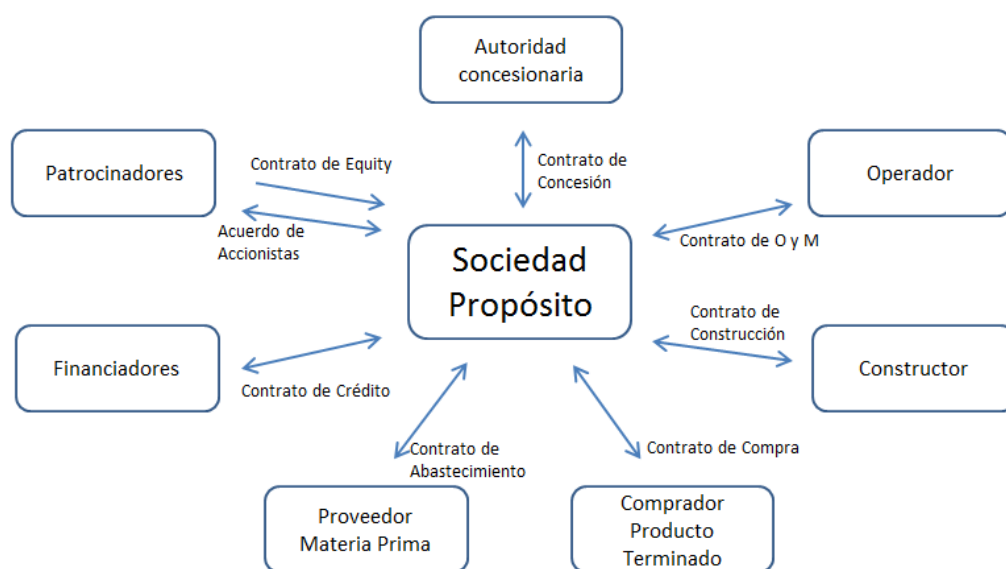 Autoridad
concesionaria
Patrocinadores
Contrato de Equity
Contrato de
Concesión
Operador
Acuerdo de
Accionistas
Contrato de O y M
Sociedad
Propósito
Contrato de
Construcción
Financiadores
Contrato de Crédito
Constructor
Contrato de
Abastecimiento
Contrato de Compra
Proveedor
Materia Prima
Comprador
Producto
Terminado